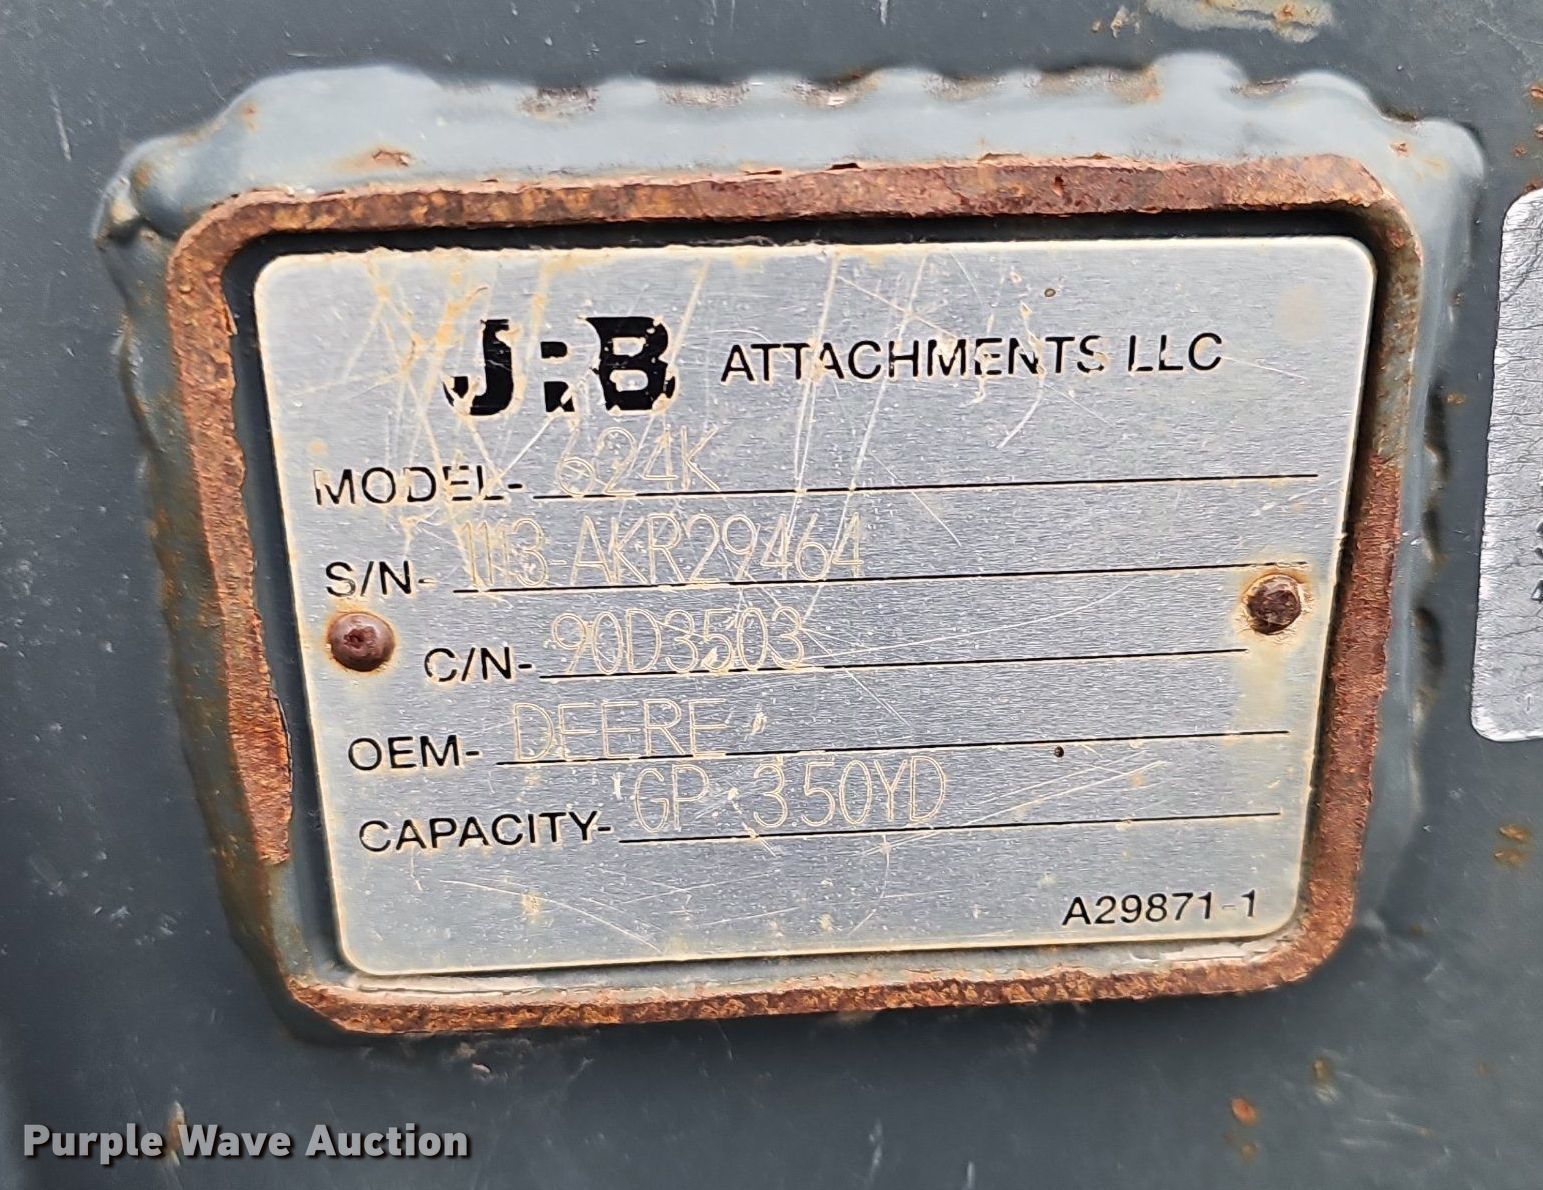 JRB ATTACHMENTS LLC
MODEL- 624K
S/N- 1113-AKR29464
C/N- 90D3503
OEM- DEERE
CAPACITY- GP 3.50YD
A29871-1
Purple Wave Auction